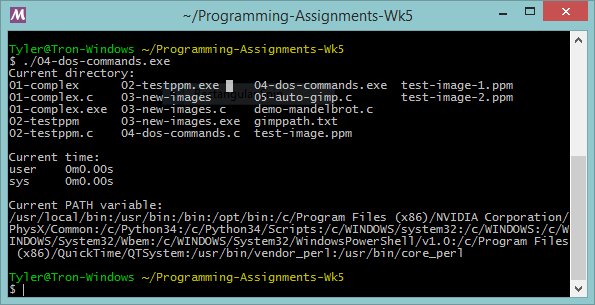 ~/Programming-Assignments-Wk5
Tyler@Tron-Windows ~/Programming-Assignments-Wk5
$ ./04-dos-commands.exe
Current directory:
01-complex      02-testppm.exe     04-dos-commands.exe  test-image-1.ppm
01-complex.c    03-new-images      05-auto-gimp.c       test-image-2.ppm
01-complex.exe  03-new-images.c    demo-mandelbrot.c
02-testppm      03-new-images.exe  gimppath.txt
02-testppm.c    04-dos-commands.c  test-image.ppm
Current time:
user    0m0.00s
sys     0m0.00s
Current PATH variable:
/usr/local/bin:/usr/bin:/bin:/opt/bin:/c/Program Files (x86)/NVIDIA Corporation/
PhysX/Common:/c/Python34:/c/Python34/Scripts:/c/WINDOWS/system32:/c/WINDOWS:/c/W
INDOWS/System32/Wbem:/c/WINDOWS/System32/WindowsPowerShell/v1.0:/c/Program Files
 (x86)/QuickTime/QTSystem:/usr/bin/vendor_perl:/usr/bin/core_perl
Tyler@Tron-Windows ~/Programming-Assignments-Wk5
$